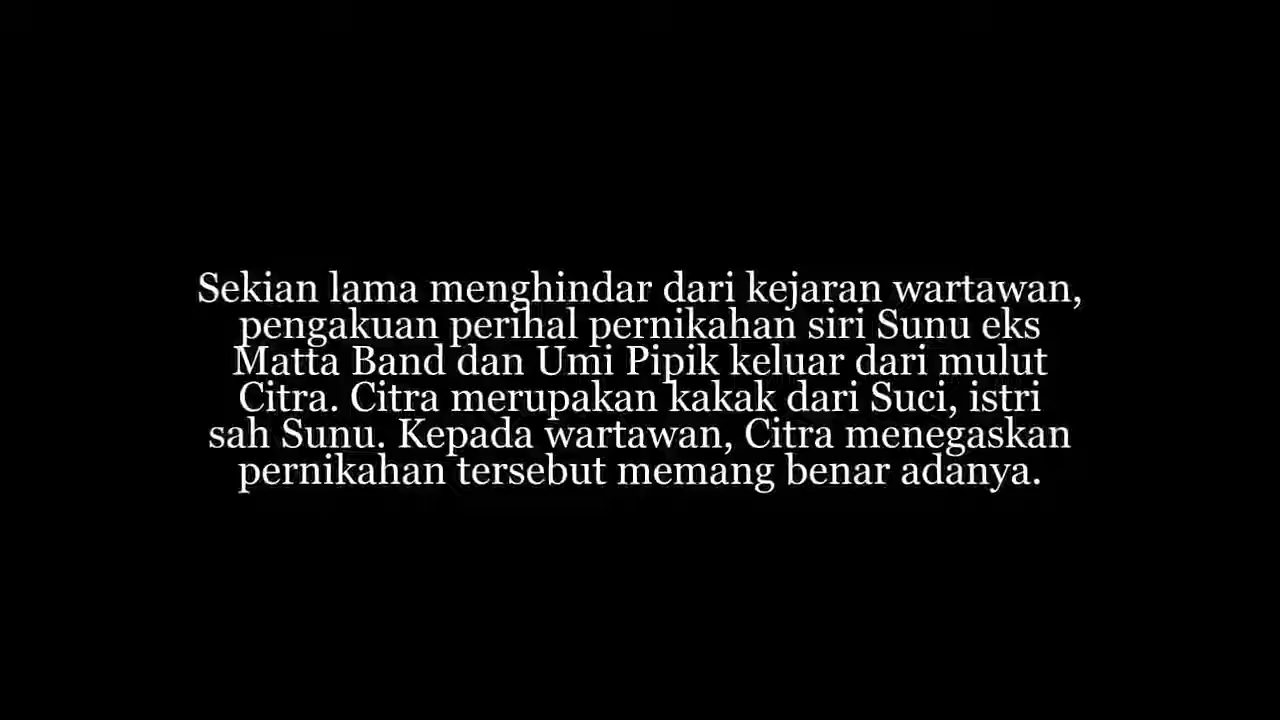 Sekian lama menghindar dari kejaran wartawan,
pengakuan perihal pernikahan siri Sunu eks
Matta Band dan Umi Pipik keluar dari mulut
Citra. Citra merupakan kakak dari Suci, istri
sah Sunu. Kepada wartawan, Citra menegaskan
pernikahan tersebut memang benar adanya.